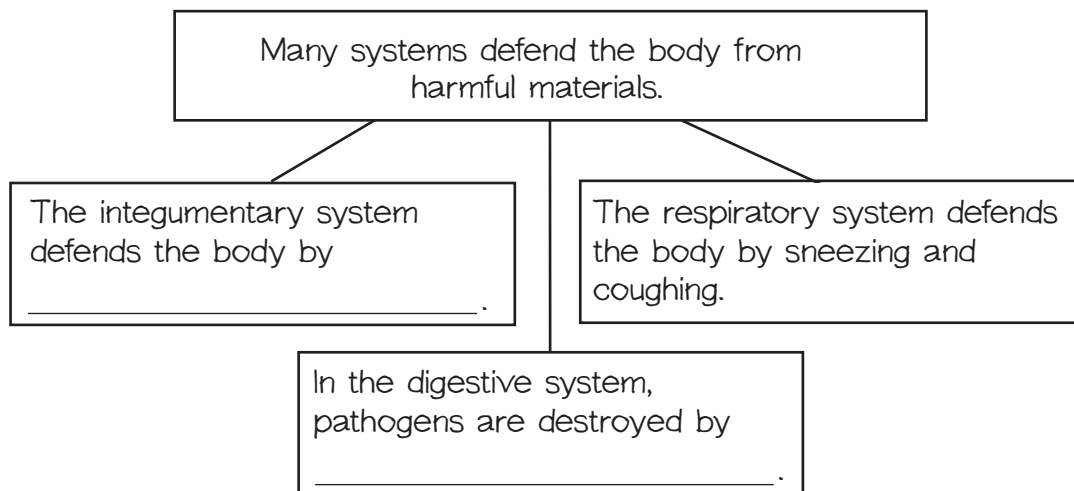 Many systems defend the body from
harmful materials.
The integumentary system
defends the body by
.
The respiratory system defends
the body by sneezing and
coughing.
In the digestive system,
pathogens are destroyed by
.